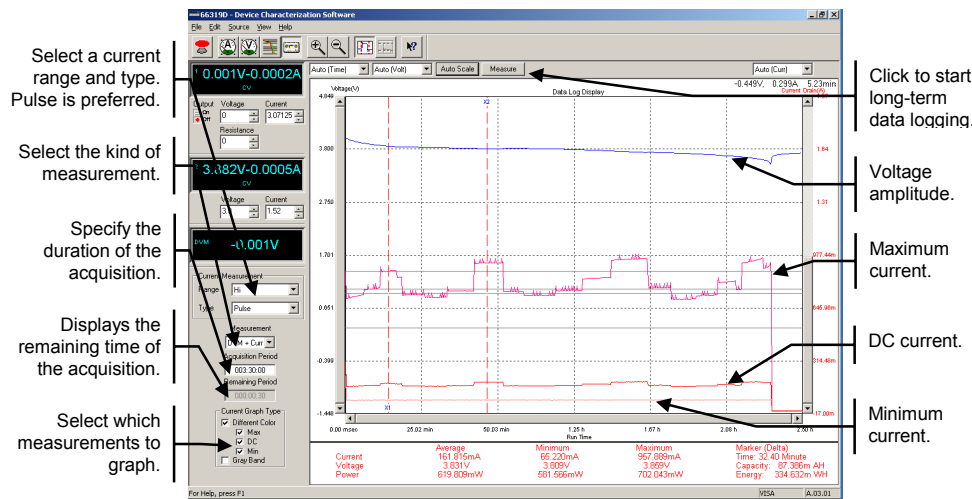 66319D - Device Characterization Software
File Edit Source View Help
Auto (Time) Auto (Volt) Auto Scale Measure Auto (Curr)
Select a current
range and type.
Pulse is preferred.
Select the kind of
measurement.
Specify the
duration of the
acquisition.
Displays the
remaining time of
the acquisition.
Select which
measurements to
graph.
0.001V-0.0002A
CV
Output Voltage Current
On
Off
0 3.07125
Resistance
0
3.882V-0.0005A
CV
Voltage Current
1.52
DVM -0.001V
Current Measurement
Range Hi
Type Pulse
Measurement
Acquisition Period
003:30:00
Remaining Period
000:00:30
Current Graph Type
Different Color
Max
DC
Min
Gray Band
-0.449V, 0.299A 5.23min
Voltage(V) Data Log Display Current Drain(A)
X2
4.849
3.808 1.64
2.758 1.31
1.701 977.44m
0.651 645.96m
-0.398 314.48m
-1.448 -17.00m
X1
0.00 msec 25.02 min 50.03 min 1.25 h 1.67 h 2.08 h 2.50 h
Run Time
Average Minimum Maximum Marker (Delta)
Current 161.815mA 65.220mA 957.889mA Time: 32.40 Minute
Voltage 3.831V 3.809V 3.859V Capacity: 87.386m AH
Power 619.809mW 581.566mW 702.043mW Energy: 334.632m WH
For Help, press F1 VISA A.03.01
Click to start
long-term
data logging.
Voltage
amplitude.
Maximum
current.
DC current.
Minimum
current.